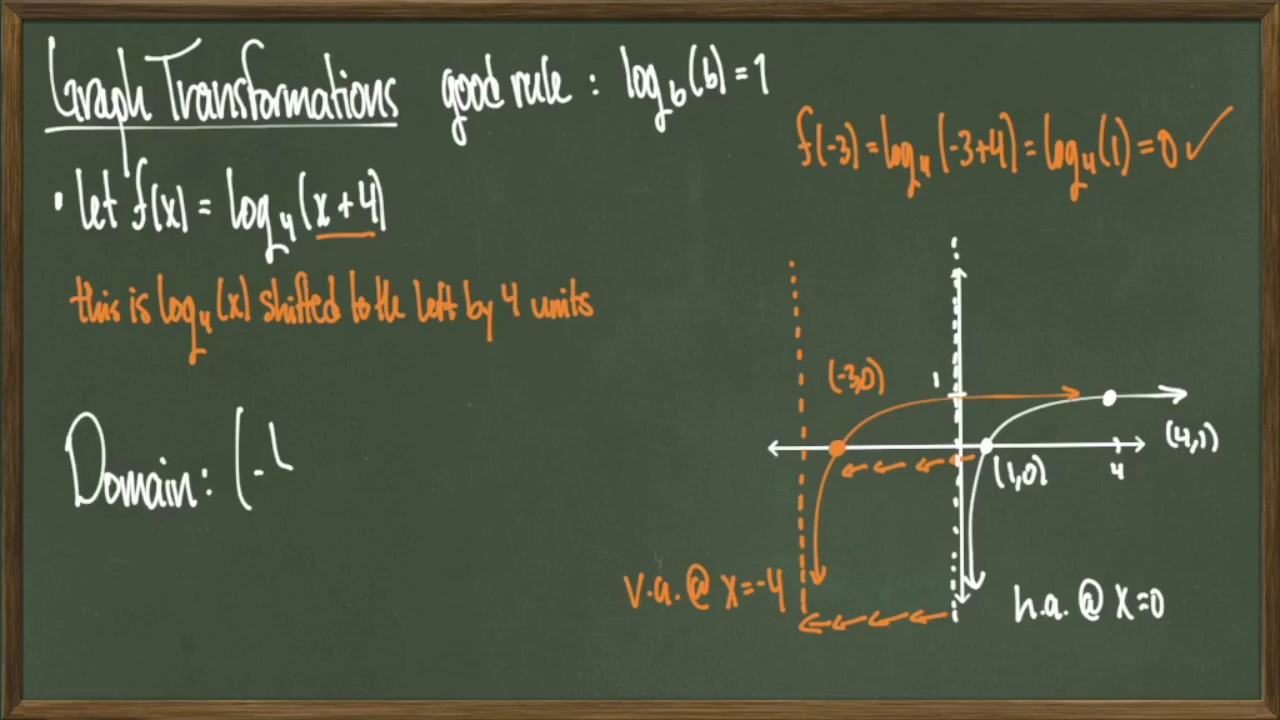 Graph Transformations good rule : log_b(b) = 1
f(-3) = log_4(-3+4) = log_4(1) = 0 ✓
• let f(x) = log_4(x+4)
this is log_4(x) shifted to the left by 4 units
(-3,0)
1
(4,1)
(1,0)
4
Domain: (-4
v.a. @ x=-4
h.a. @ x=0